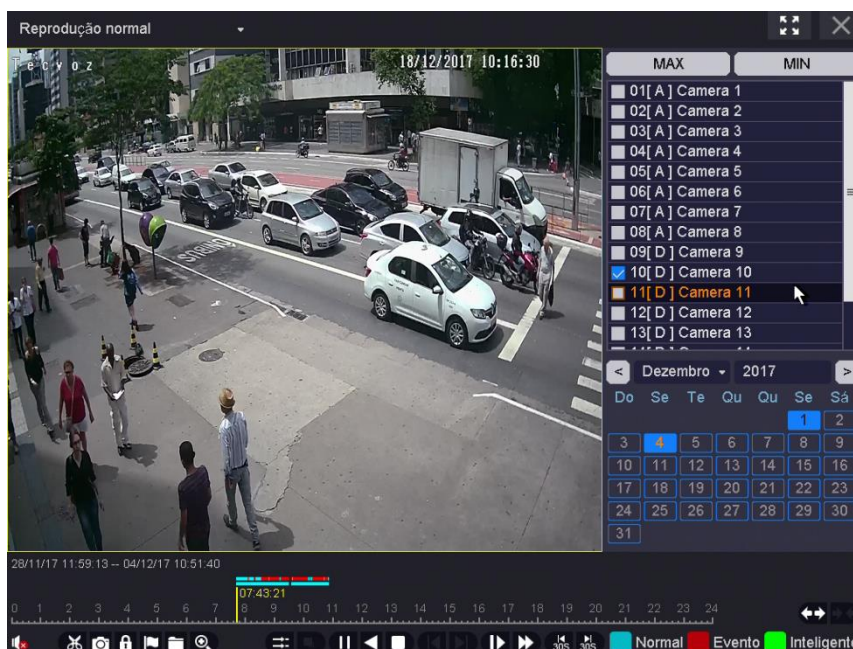 Reprodução normal
Tecvoz
18/12/2017 10:16:30
MAX MIN
01[ A ] Camera 1
02[ A ] Camera 2
03[ A ] Camera 3
04[ A ] Camera 4
05[ A ] Camera 5
06[ A ] Camera 6
07[ A ] Camera 7
08[ A ] Camera 8
09[ D ] Camera 9
10[ D ] Camera 10
11[ D ] Camera 11
12[ D ] Camera 12
13[ D ] Camera 13
< Dezembro 2017 >
Do Se Te Qu Qu Se Sá
1 2
3 4 5 6 7 8 9
10 11 12 13 14 15 16
17 18 19 20 21 22 23
24 25 26 27 28 29 30
31
ÔNIBUS
28/11/17 11:59:13 -- 04/12/17 10:51:40
07:43:21
0 1 2 3 4 5 6 7 8 9 10 11 12 13 14 15 16 17 18 19 20 21 22 23 24
30S 30S
Normal Evento Inteligente